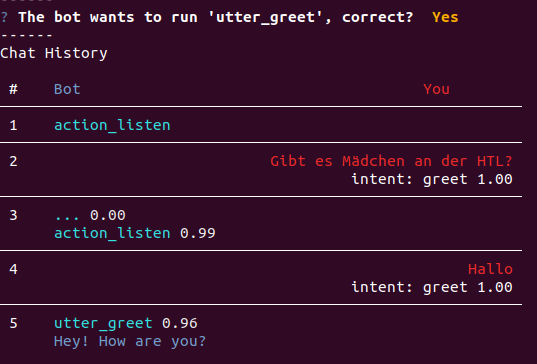 ------
? The bot wants to run 'utter_greet', correct? Yes
------
Chat History
# Bot You
1 action_listen
2 Gibt es Mädchen an der HTL?
intent: greet 1.00
3 ... 0.00
action_listen 0.99
4 Hallo
intent: greet 1.00
5 utter_greet 0.96
Hey! How are you?